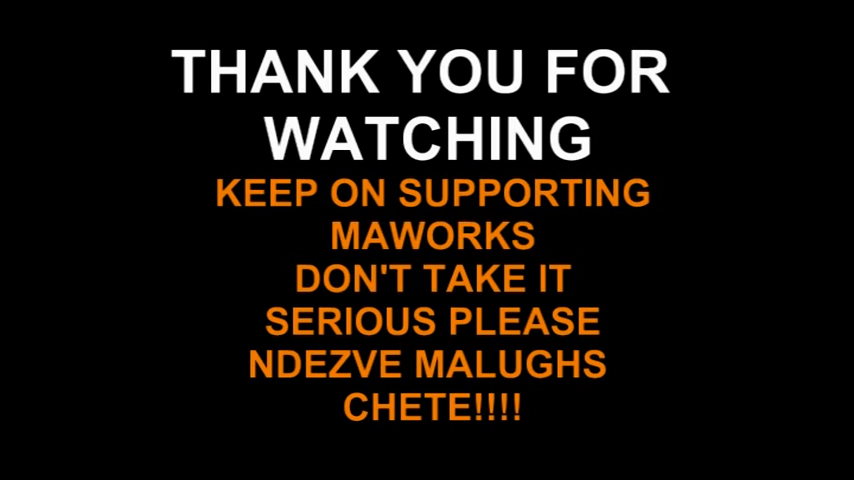 THANK YOU FOR
WATCHING
KEEP ON SUPPORTING
MAWORKS
DON'T TAKE IT
SERIOUS PLEASE
NDEZVE MALUGHS
CHETE!!!!